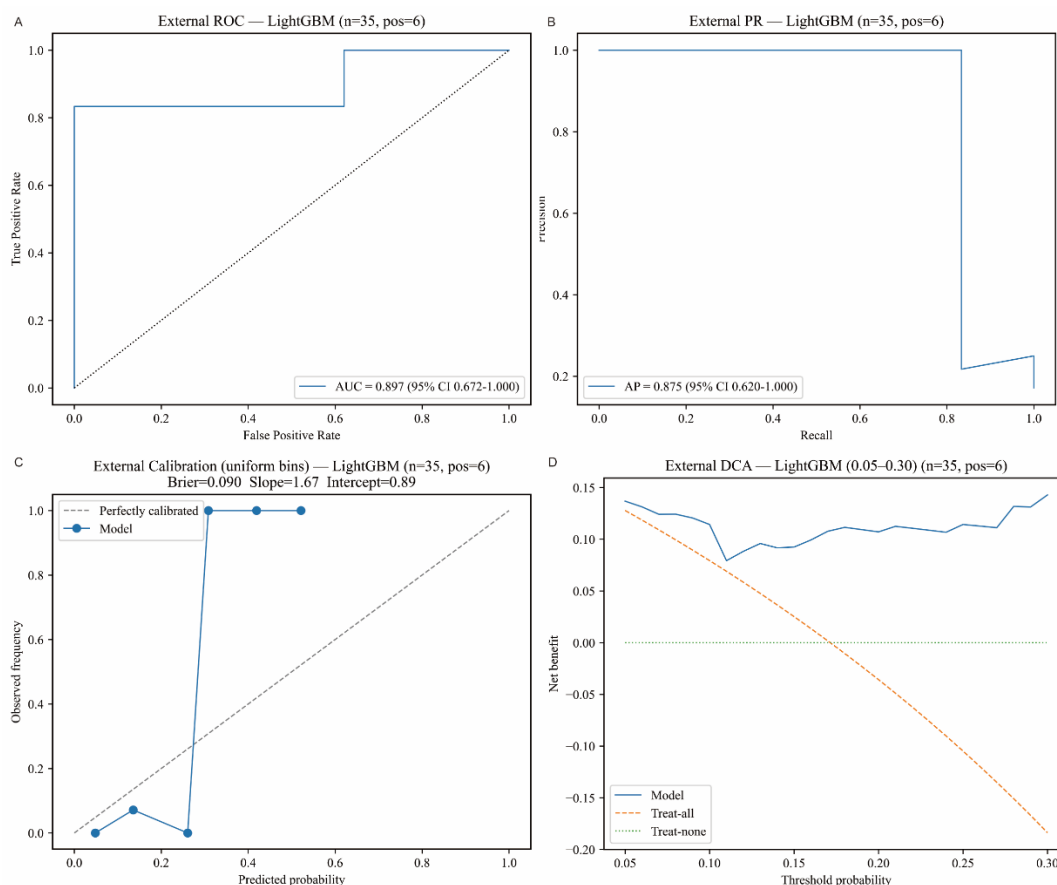 A
External ROC — LightGBM (n=35, pos=6)
1.0
0.8
0.6
0.4
0.2
0.0
True Positive Rate
AUC = 0.897 (95% CI 0.672-1.000)
0.0 0.2 0.4 0.6 0.8 1.0
False Positive Rate
B
External PR — LightGBM (n=35, pos=6)
1.0
0.8
0.6
0.4
0.2
Precision
AP = 0.875 (95% CI 0.620-1.000)
0.0 0.2 0.4 0.6 0.8 1.0
Recall
C
External Calibration (uniform bins) — LightGBM (n=35, pos=6)
Brier=0.090 Slope=1.67 Intercept=0.89
Perfectly calibrated
Model
1.0
0.8
0.6
0.4
0.2
0.0
Observed frequency
0.0 0.2 0.4 0.6 0.8 1.0
Predicted probability
D
External DCA — LightGBM (0.05–0.30) (n=35, pos=6)
0.15
0.10
0.05
0.00
−0.05
−0.10
−0.15
−0.20
Net benefit
Model
Treat-all
Treat-none
0.05 0.10 0.15 0.20 0.25 0.30
Threshold probability